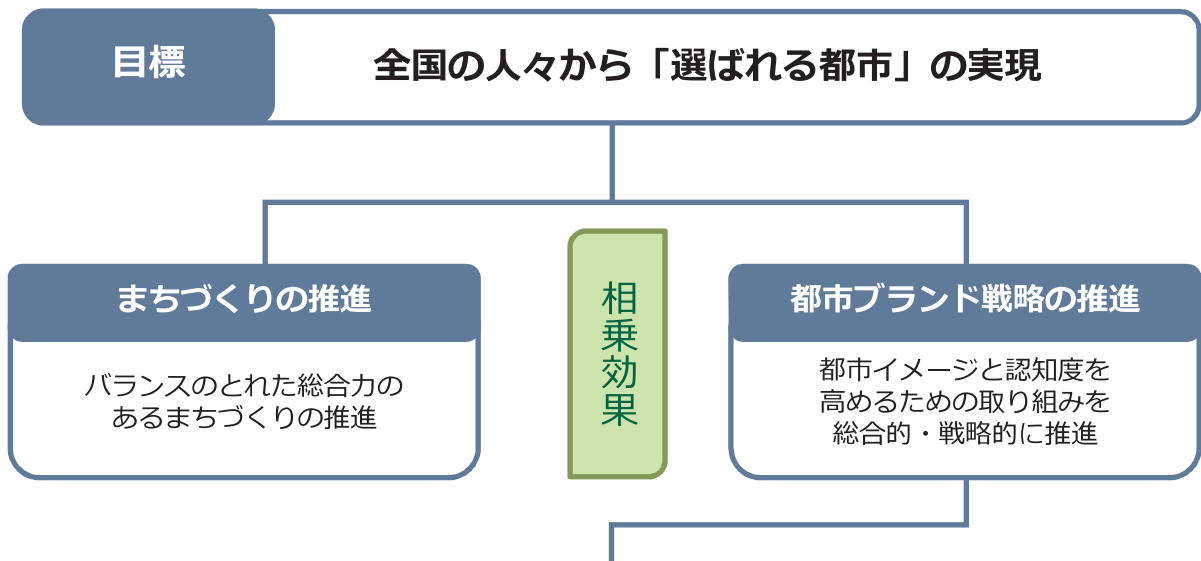 目標
全国の人々から「選ばれる都市」の実現
まちづくりの推進
バランスのとれた総合力の
あるまちづくりの推進
相乗効果
都市ブランド戦略の推進
都市イメージと認知度を
高めるための取り組みを
総合的・戦略的に推進